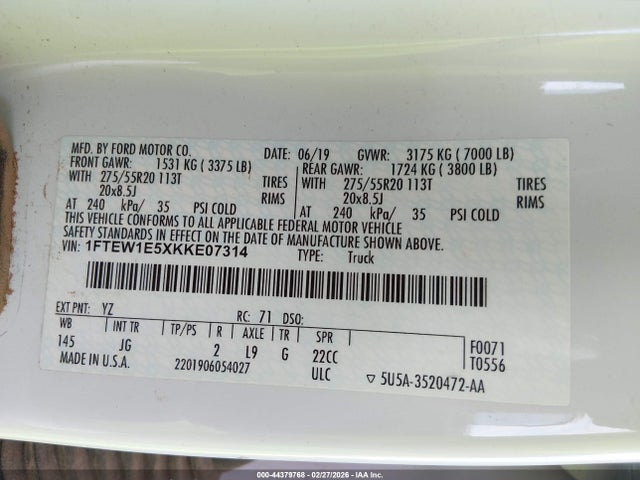 MFD. BY FORD MOTOR CO. DATE: 06/19 GVWR: 3175 KG ( 7000 LB)
FRONT GAWR: 1531 KG ( 3375 LB) REAR GAWR: 1724 KG ( 3800 LB)
WITH 275/55R20 113T TIRES WITH 275/55R20 113T TIRES
20x8.5J RIMS 20x8.5J RIMS
AT 240 kPa/ 35 PSI COLD AT 240 kPa/ 35 PSI COLD
THIS VEHICLE CONFORMS TO ALL APPLICABLE FEDERAL MOTOR VEHICLE
SAFETY STANDARDS IN EFFECT ON THE DATE OF MANUFACTURE SHOWN ABOVE.
VIN: 1FTEW1E5XKKE07314 TYPE: Truck
EXT PNT: YZ RC: 71 DSO:
WB INT TR TP/PS R AXLE TR SPR F0071
145 JG 2 L9 G 22CC T0556
MADE IN U.S.A. 2201906054027 ULC ▽ 5U5A-3520472-AA
000-44379768 - 02/27/2026 - IAA Inc.